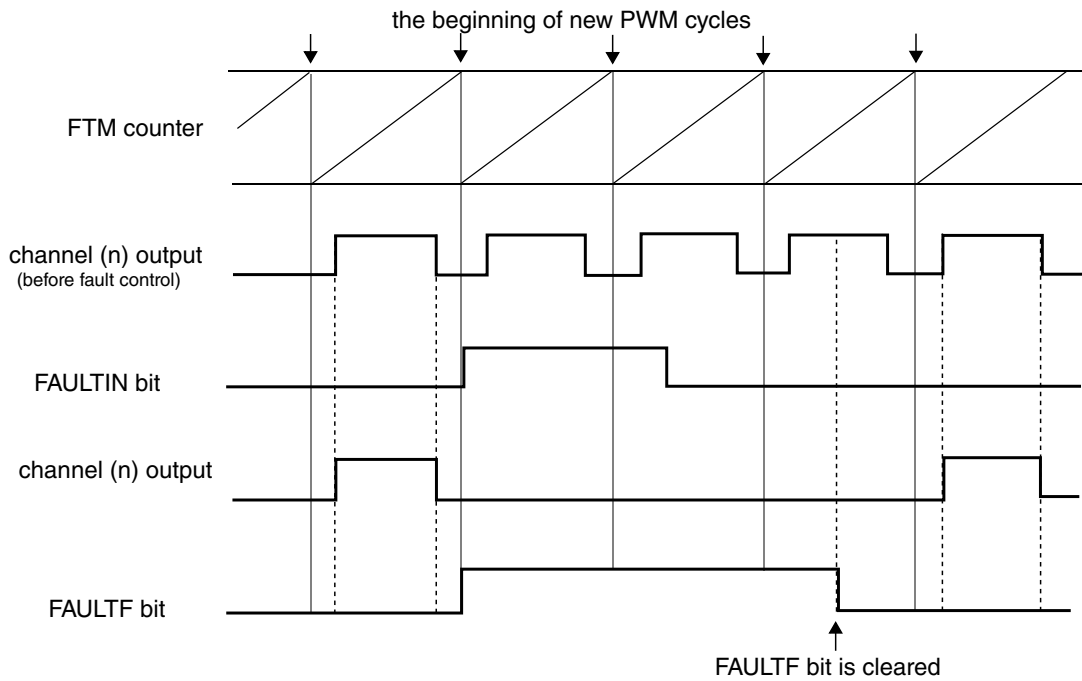 the beginning of new PWM cycles
FTM counter
channel (n) output
(before fault control)
FAULTIN bit
channel (n) output
FAULTF bit
FAULTF bit is cleared